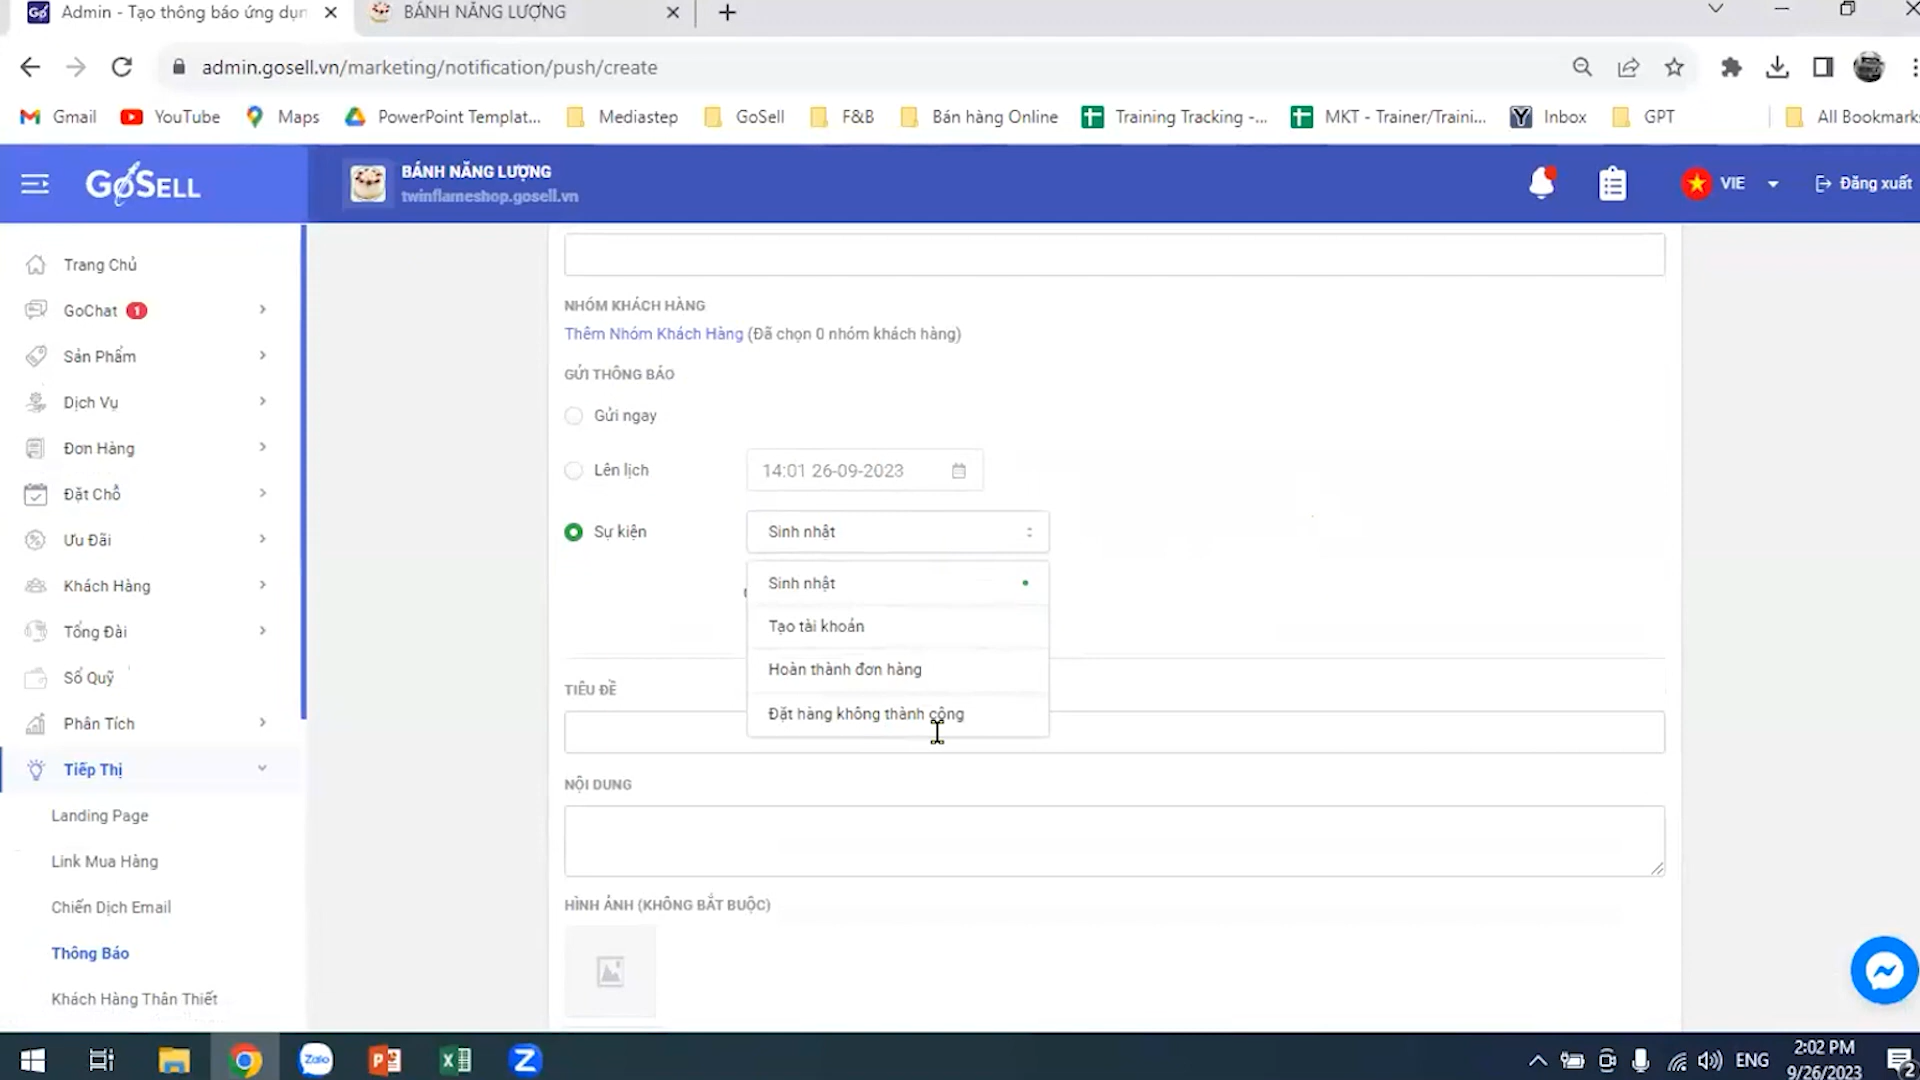 Admin - Tạo thông báo ứng dụn
BÁNH NĂNG LƯỢNG
admin.gosell.vn/marketing/notification/push/create
Gmail
YouTube
Maps
PowerPoint Templat...
Mediastep
GoSell
F&B
Bán hàng Online
Training Tracking -...
MKT - Trainer/Traini...
Inbox
GPT
All Bookmarks
GoSELL
BÁNH NĂNG LƯỢNG
twinflameshop.gosell.vn
VIE
Đăng xuất
Trang Chủ
GoChat 1
Sản Phẩm
Dịch Vụ
Đơn Hàng
Đặt Chỗ
Ưu Đãi
Khách Hàng
Tổng Đài
Sổ Quỹ
Phân Tích
Tiếp Thị
Landing Page
Link Mua Hàng
Chiến Dịch Email
Thông Báo
Khách Hàng Thân Thiết
NHÓM KHÁCH HÀNG
Thêm Nhóm Khách Hàng (Đã chọn 0 nhóm khách hàng)
GỬI THÔNG BÁO
Gửi ngay
Lên lịch
14:01 26-09-2023
Sự kiện
Sinh nhật
Sinh nhật
Tạo tài khoản
Hoàn thành đơn hàng
Đặt hàng không thành công
TIÊU ĐỀ
NỘI DUNG
HÌNH ẢNH (KHÔNG BẮT BUỘC)
Zalo
ENG
2:02 PM
9/26/2023
2